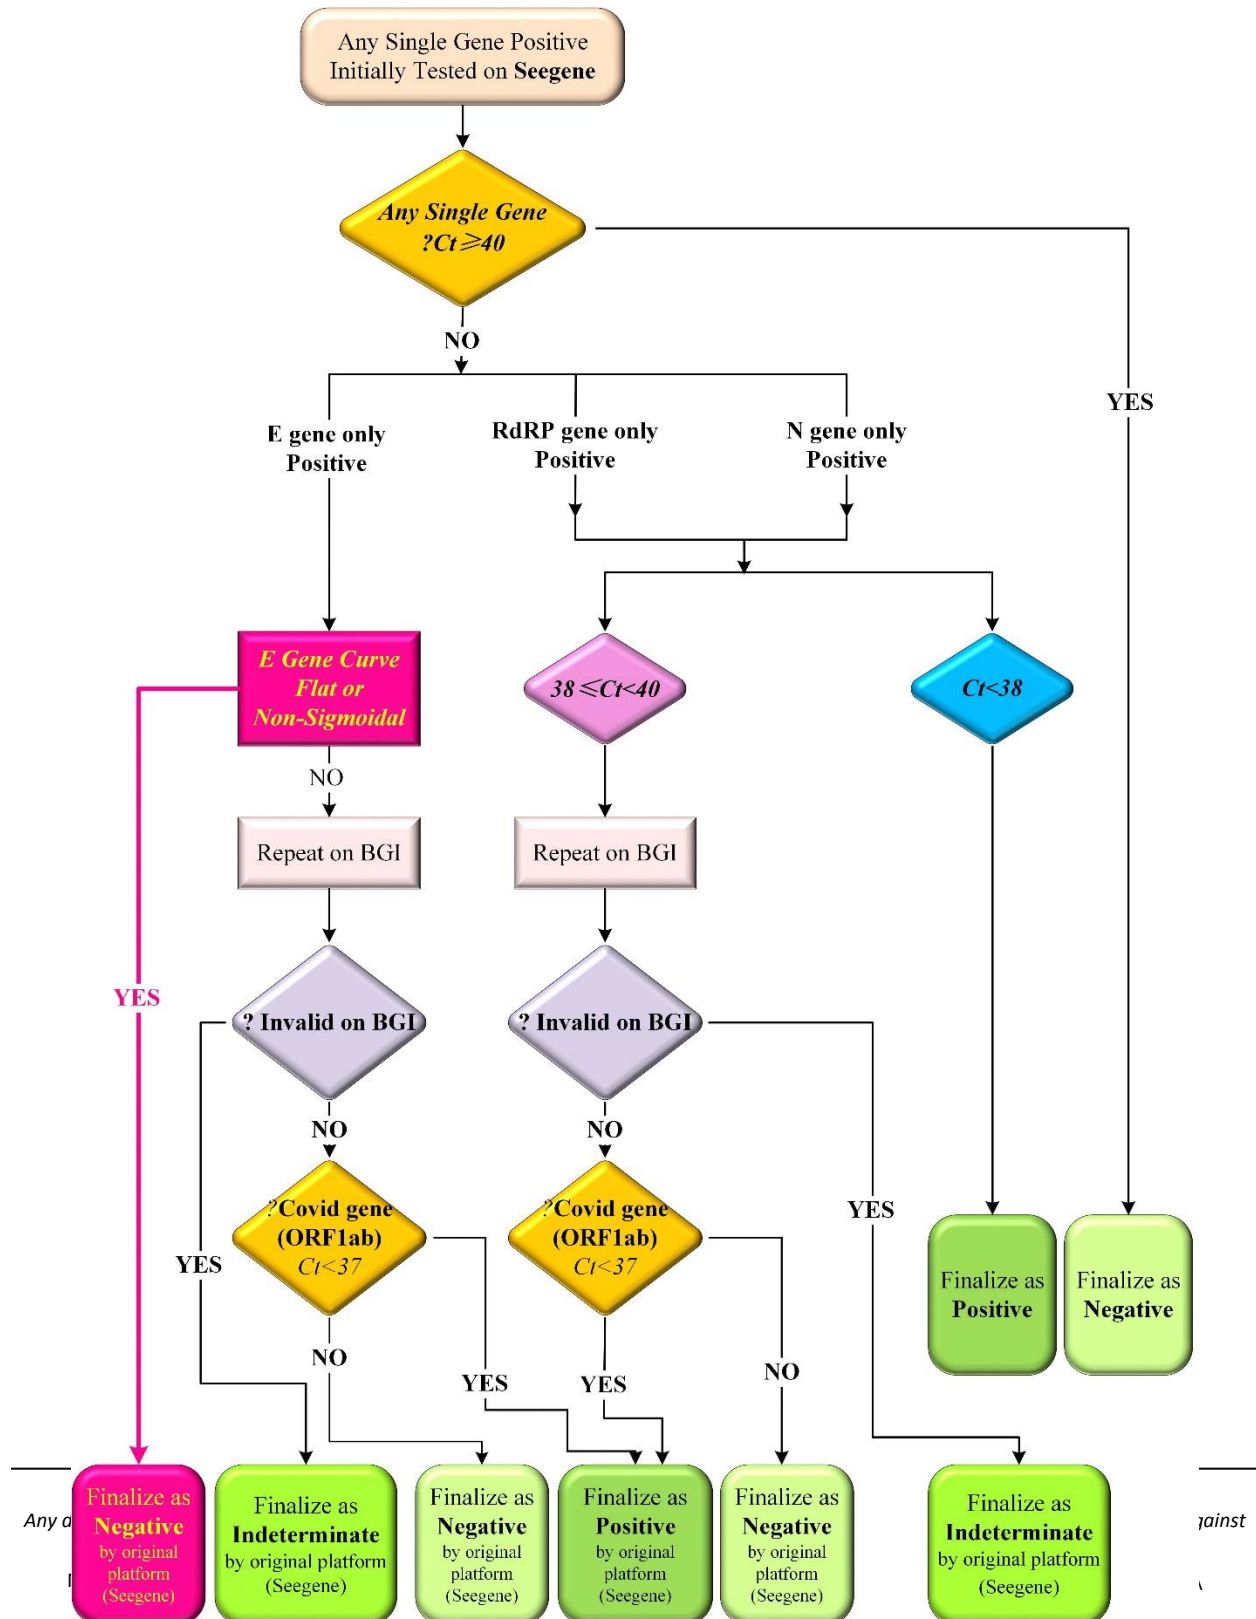 Any Single Gene Positive
Initially Tested on Seegene
Any Single Gene
?Ct ⩾40
NO
YES
E gene only
Positive
RdRP gene only
Positive
N gene only
Positive
E Gene Curve
Flat or
Non-Sigmoidal
38 ⩽Ct<40
Ct<38
NO
Repeat on BGI
Repeat on BGI
YES
? Invalid on BGI
? Invalid on BGI
NO
NO
YES
?Covid gene
(ORF1ab)
Ct<37
?Covid gene
(ORF1ab)
Ct<37
YES
Finalize as
Positive
Finalize as
Negative
NO
YES
YES
NO
Finalize as
Negative
by original
platform
(Seegene)
Finalize as
Indeterminate
by original platform
(Seegene)
Finalize as
Negative
by original
platform
(Seegene)
Finalize as
Positive
by original
platform
(Seegene)
Finalize as
Negative
by original
platform
(Seegene)
Finalize as
Indeterminate
by original platform
(Seegene)
Any